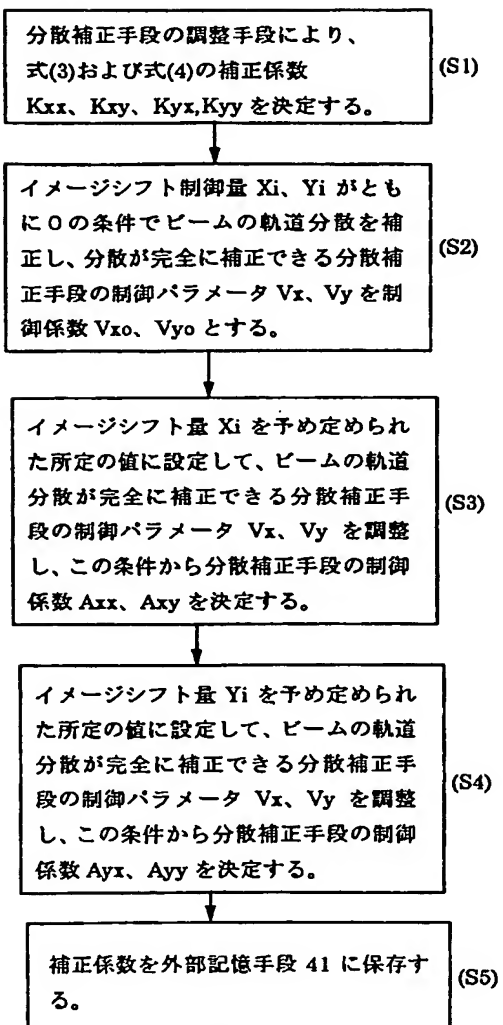 分散補正手段の調整手段により、
式(3)および式(4)の補正係数
Kxx、Kxy、Kyx,Kyy を決定する。
(S1)
イメージシフト制御量 Xi、Yi がとも
に０の条件でビームの軌道分散を補
正し、分散が完全に補正できる分散補
正手段の制御パラメータ Vx、Vy を制
御係数 Vxo、Vyo とする。
(S2)
イメージシフト量 Xi を予め定められ
た所定の値に設定して、ビームの軌道
分散が完全に補正できる分散補正手
段の制御パラメータ Vx、Vy を調整
し、この条件から分散補正手段の制御
係数 Axx、Axy を決定する。
(S3)
イメージシフト量 Yi を予め定められ
た所定の値に設定して、ビームの軌道
分散が完全に補正できる分散補正手
段の制御パラメータ Vx、Vy を調整
し、この条件から分散補正手段の制御
係数 Ayx、Ayy を決定する。
(S4)
補正係数を外部記憶手段 41 に保存す
る。
(S5)